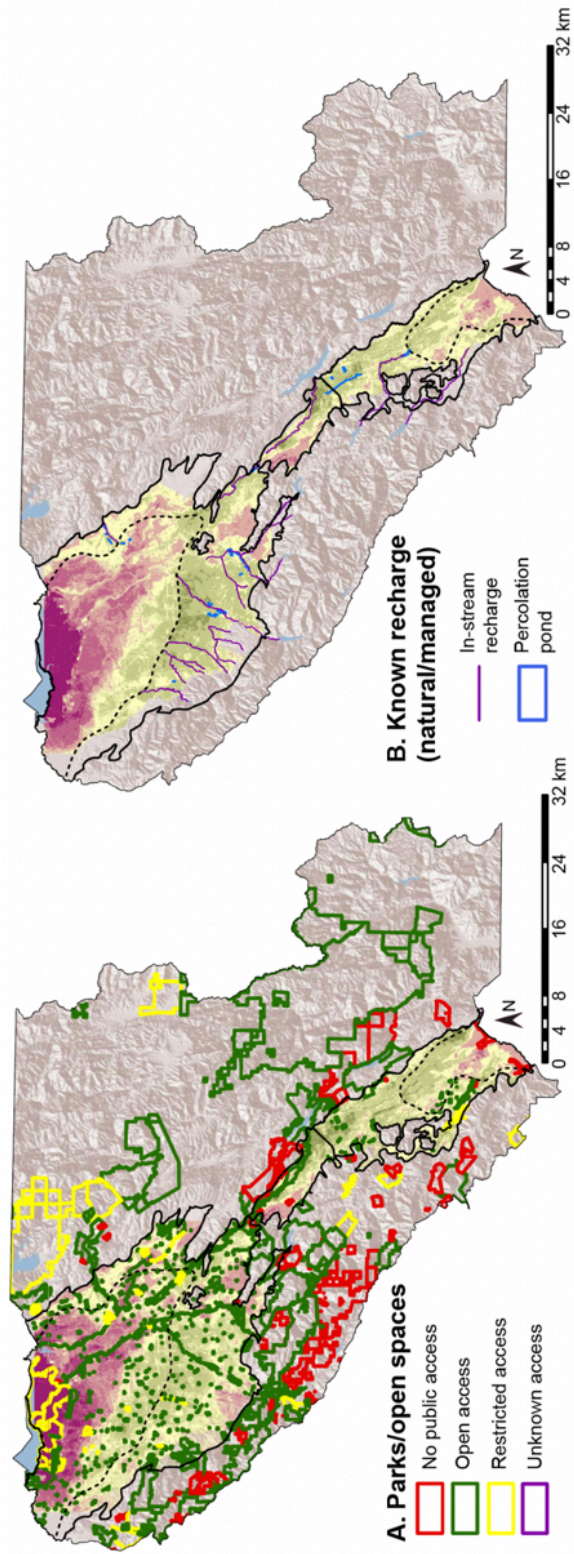 A. Parks/open spaces
No public access
Open access
Restricted access
Unknown access
N
0 4 8 16 24 32 km
B. Known recharge
(natural/managed)
In-stream
recharge
Percolation
pond
N
0 4 8 16 24 32 km